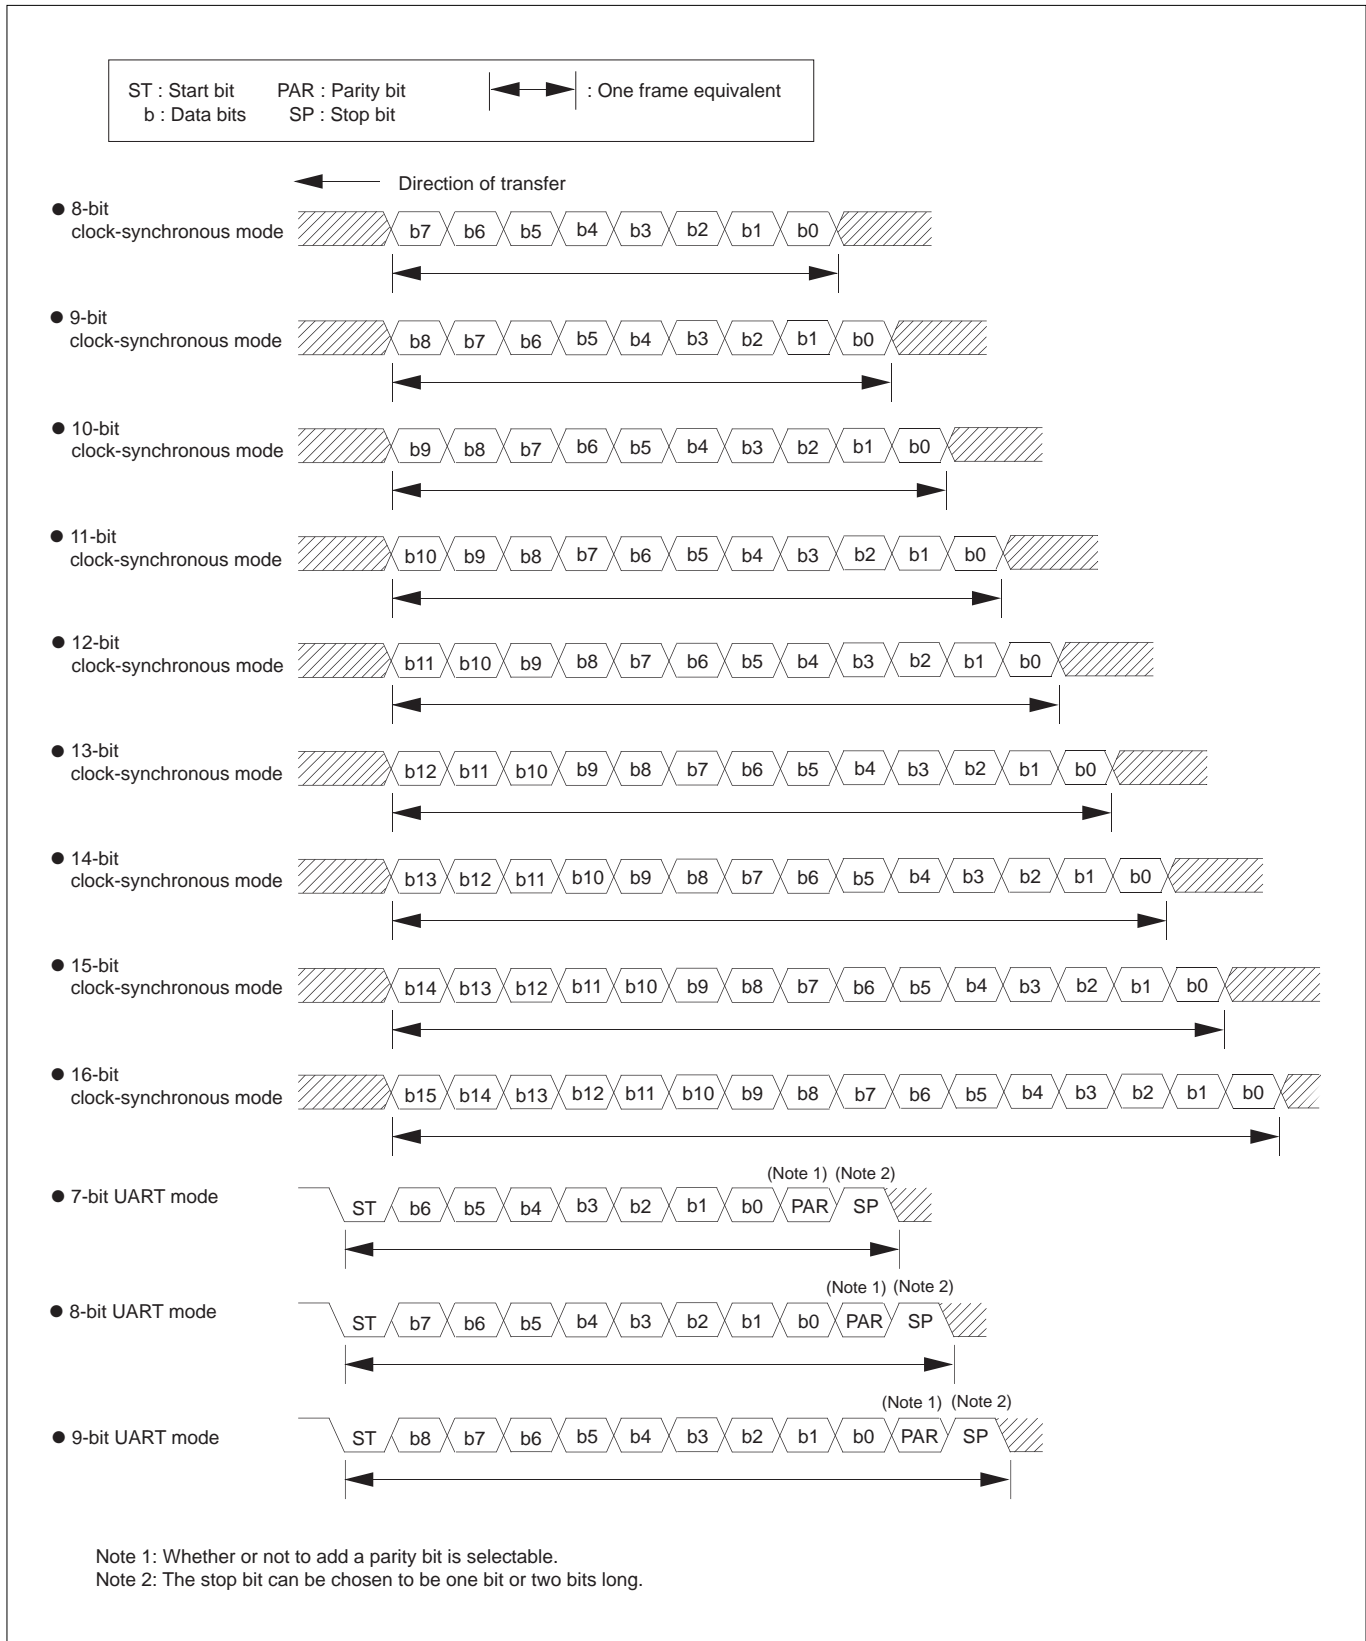 ST : Start bit PAR : Parity bit : One frame equivalent
b : Data bits SP : Stop bit
Direction of transfer
● 8-bit
clock-synchronous mode
b7 b6 b5 b4 b3 b2 b1 b0
● 9-bit
clock-synchronous mode
b8 b7 b6 b5 b4 b3 b2 b1 b0
● 10-bit
clock-synchronous mode
b9 b8 b7 b6 b5 b4 b3 b2 b1 b0
● 11-bit
clock-synchronous mode
b10 b9 b8 b7 b6 b5 b4 b3 b2 b1 b0
● 12-bit
clock-synchronous mode
b11 b10 b9 b8 b7 b6 b5 b4 b3 b2 b1 b0
● 13-bit
clock-synchronous mode
b12 b11 b10 b9 b8 b7 b6 b5 b4 b3 b2 b1 b0
● 14-bit
clock-synchronous mode
b13 b12 b11 b10 b9 b8 b7 b6 b5 b4 b3 b2 b1 b0
● 15-bit
clock-synchronous mode
b14 b13 b12 b11 b10 b9 b8 b7 b6 b5 b4 b3 b2 b1 b0
● 16-bit
clock-synchronous mode
b15 b14 b13 b12 b11 b10 b9 b8 b7 b6 b5 b4 b3 b2 b1 b0
(Note 1) (Note 2)
● 7-bit UART mode
ST b6 b5 b4 b3 b2 b1 b0 PAR SP
(Note 1) (Note 2)
● 8-bit UART mode
ST b7 b6 b5 b4 b3 b2 b1 b0 PAR SP
(Note 1) (Note 2)
● 9-bit UART mode
ST b8 b7 b6 b5 b4 b3 b2 b1 b0 PAR SP
Note 1: Whether or not to add a parity bit is selectable.
Note 2: The stop bit can be chosen to be one bit or two bits long.